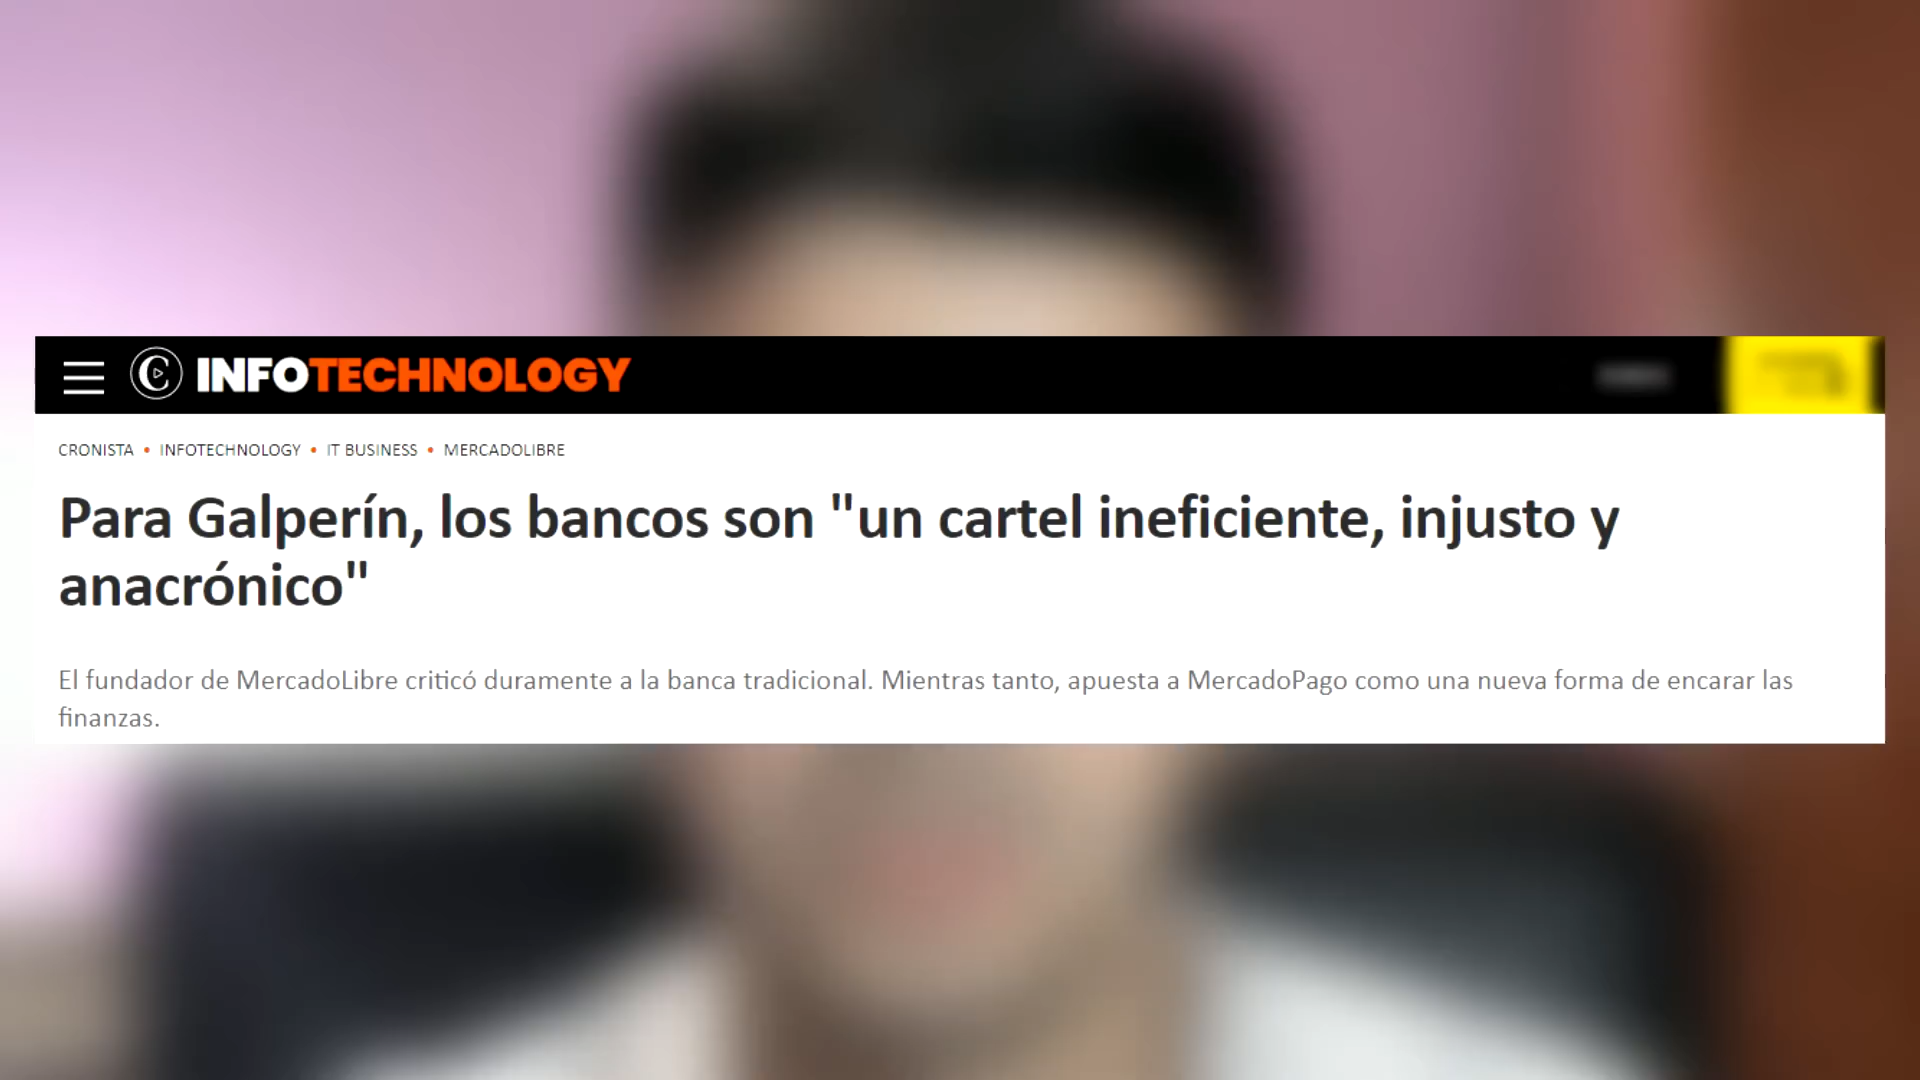 INFOTECHNOLOGY
CRONISTA • INFOTECHNOLOGY • IT BUSINESS • MERCADOLIBRE
Para Galperín, los bancos son "un cartel ineficiente, injusto y
anacrónico"
El fundador de MercadoLibre criticó duramente a la banca tradicional. Mientras tanto, apuesta a MercadoPago como una nueva forma de encarar las
finanzas.